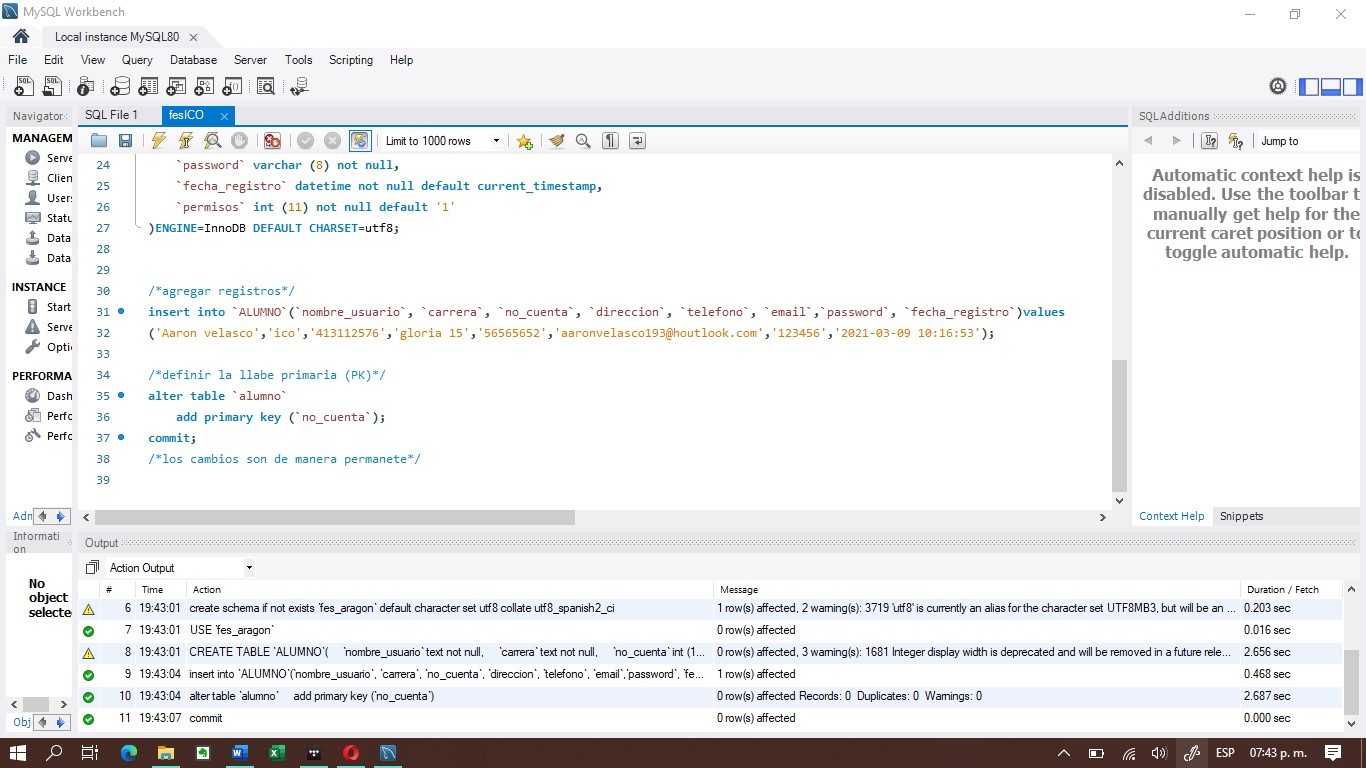 MySQL Workbench
Local instance MySQL80
File Edit View Query Database Server Tools Scripting Help
Navigator
SQL File 1 fesICO
SQLAdditions
Limit to 1000 rows
Jump to
MANAGEM
Serve
Clien
Users
Statu
Data
Data
INSTANCE
Start
Serve
Optic
PERFORMA
Dash
Perfo
Perfo
Adn
24 `password` varchar (8) not null,
25 `fecha_registro` datetime not null default current_timestamp,
26 `permisos` int (11) not null default '1'
27 )ENGINE=InnoDB DEFAULT CHARSET=utf8;
28
29
30 /*agregar registros*/
31 insert into `ALUMNO`(`nombre_usuario`, `carrera`, `no_cuenta`, `direccion`, `telefono`, `email`,`password`, `fecha_registro`)values
32 ('Aaron velasco','ico','413112576','gloria 15','56565652','aaronvelasco193@houtlook.com','123456','2021-03-09 10:16:53');
33
34 /*definir la llabe primaria (PK)*/
35 alter table `alumno`
36 add primary key (`no_cuenta`);
37 commit;
38 /*los cambios son de manera permanete*/
39
Automatic context help is
disabled. Use the toolbar t
manually get help for the
current caret position or to
toggle automatic help.
Context Help Snippets
Informati
on
No
object
selecte
Obj
Output
Action Output
# Time Action Message Duration / Fetch
6 19:43:01 create schema if not exists `fes_aragon` default character set utf8 collate utf8_spanish2_ci 1 row(s) affected, 2 warning(s): 3719 'utf8' is currently an alias for the character set UTF8MB3, but will be an ... 0.203 sec
7 19:43:01 USE `fes_aragon` 0 row(s) affected 0.016 sec
8 19:43:01 CREATE TABLE `ALUMNO`( `nombre_usuario` text not null, `carrera` text not null, `no_cuenta` int (1... 0 row(s) affected, 3 warning(s): 1681 Integer display width is deprecated and will be removed in a future rele... 2.656 sec
9 19:43:04 insert into `ALUMNO`(`nombre_usuario`, `carrera`, `no_cuenta`, `direccion`, `telefono`, `email`,`password`, `fe... 1 row(s) affected 0.468 sec
10 19:43:04 alter table `alumno` add primary key (`no_cuenta`) 0 row(s) affected Records: 0 Duplicates: 0 Warnings: 0 2.687 sec
11 19:43:07 commit 0 row(s) affected 0.000 sec
ESP 07:43 p. m.